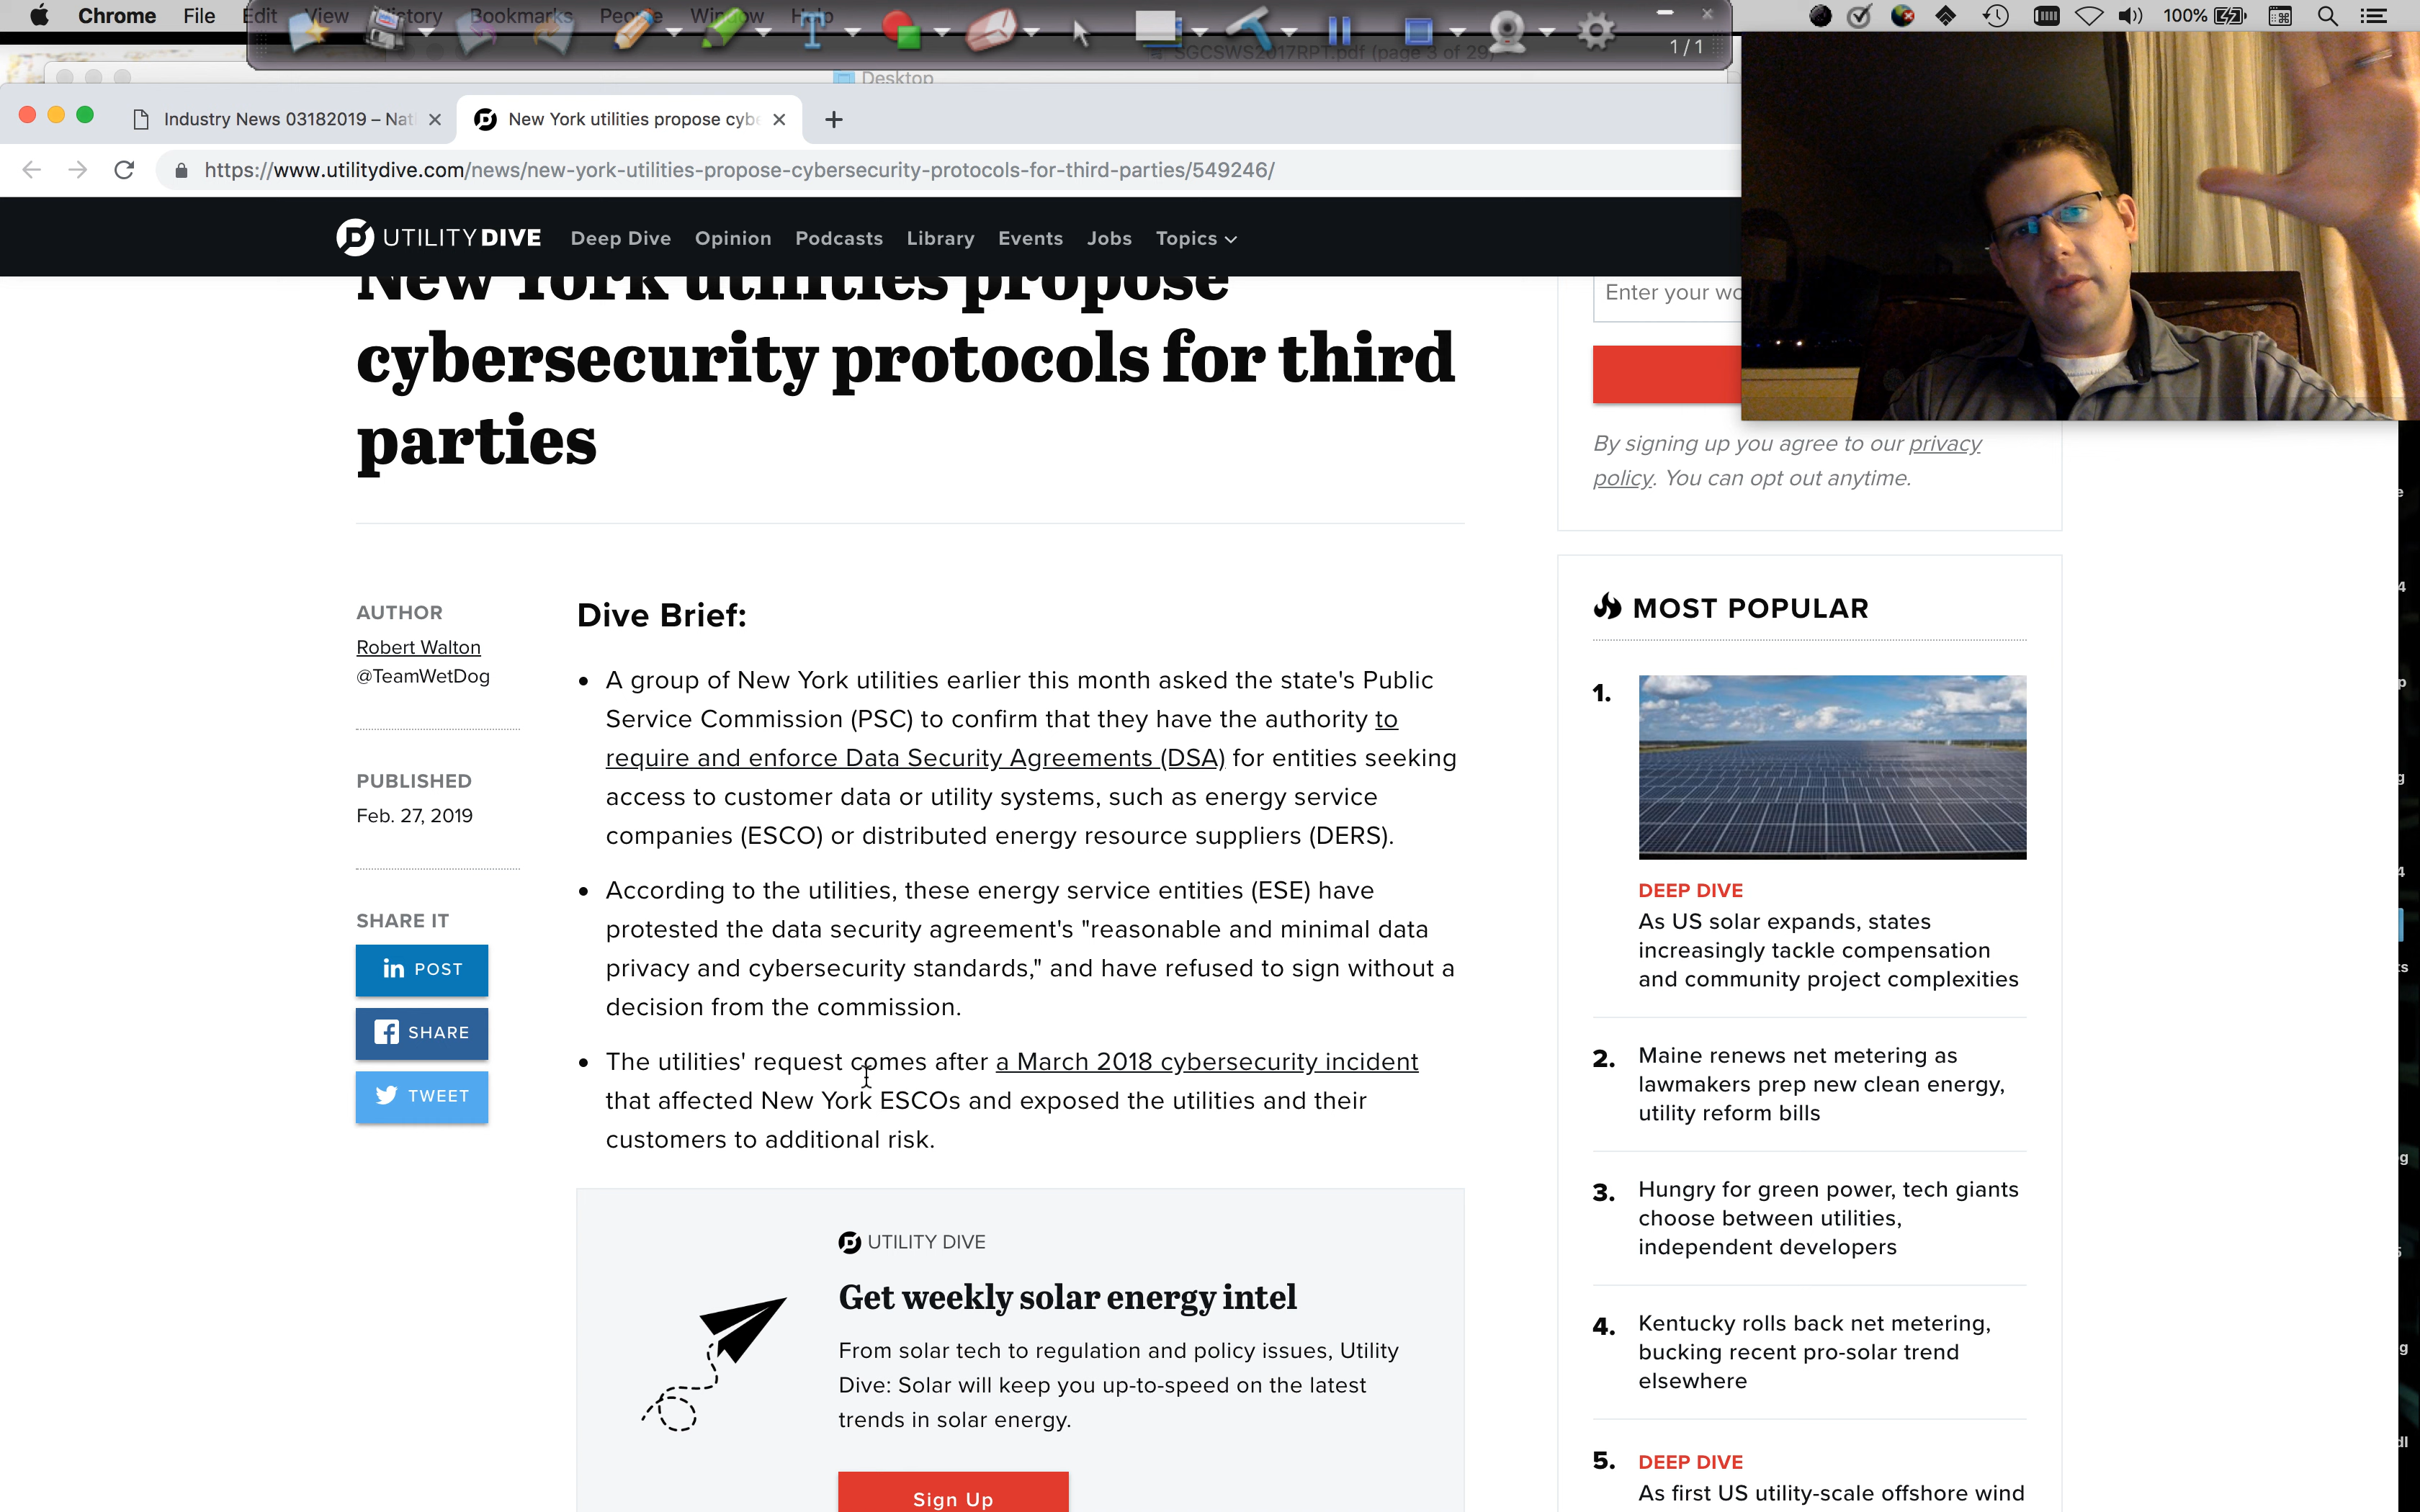 Chrome File Edit View History Bookmarks People Window Help
100%
1/1
SGCSWS2017RPT.pdf (page 3 of 29)
Desktop
Industry News 03182019 – Nat
New York utilities propose cybe
https://www.utilitydive.com/news/new-york-utilities-propose-cybersecurity-protocols-for-third-parties/549246/
UTILITY DIVE Deep Dive Opinion Podcasts Library Events Jobs Topics
New York utilities propose
cybersecurity protocols for third
parties
AUTHOR
Robert Walton
@TeamWetDog
PUBLISHED
Feb. 27, 2019
SHARE IT
in POST
SHARE
TWEET
Dive Brief:
• A group of New York utilities earlier this month asked the state's Public
Service Commission (PSC) to confirm that they have the authority to
require and enforce Data Security Agreements (DSA) for entities seeking
access to customer data or utility systems, such as energy service
companies (ESCO) or distributed energy resource suppliers (DERS).
• According to the utilities, these energy service entities (ESE) have
protested the data security agreement's "reasonable and minimal data
privacy and cybersecurity standards," and have refused to sign without a
decision from the commission.
• The utilities' request comes after a March 2018 cybersecurity incident
that affected New York ESCOs and exposed the utilities and their
customers to additional risk.
UTILITY DIVE
Get weekly solar energy intel
From solar tech to regulation and policy issues, Utility
Dive: Solar will keep you up-to-speed on the latest
trends in solar energy.
Sign Up
Enter your wo
By signing up you agree to our privacy
policy. You can opt out anytime.
MOST POPULAR
1.
DEEP DIVE
As US solar expands, states
increasingly tackle compensation
and community project complexities
2. Maine renews net metering as
lawmakers prep new clean energy,
utility reform bills
3. Hungry for green power, tech giants
choose between utilities,
independent developers
4. Kentucky rolls back net metering,
bucking recent pro-solar trend
elsewhere
5. DEEP DIVE
As first US utility-scale offshore wind